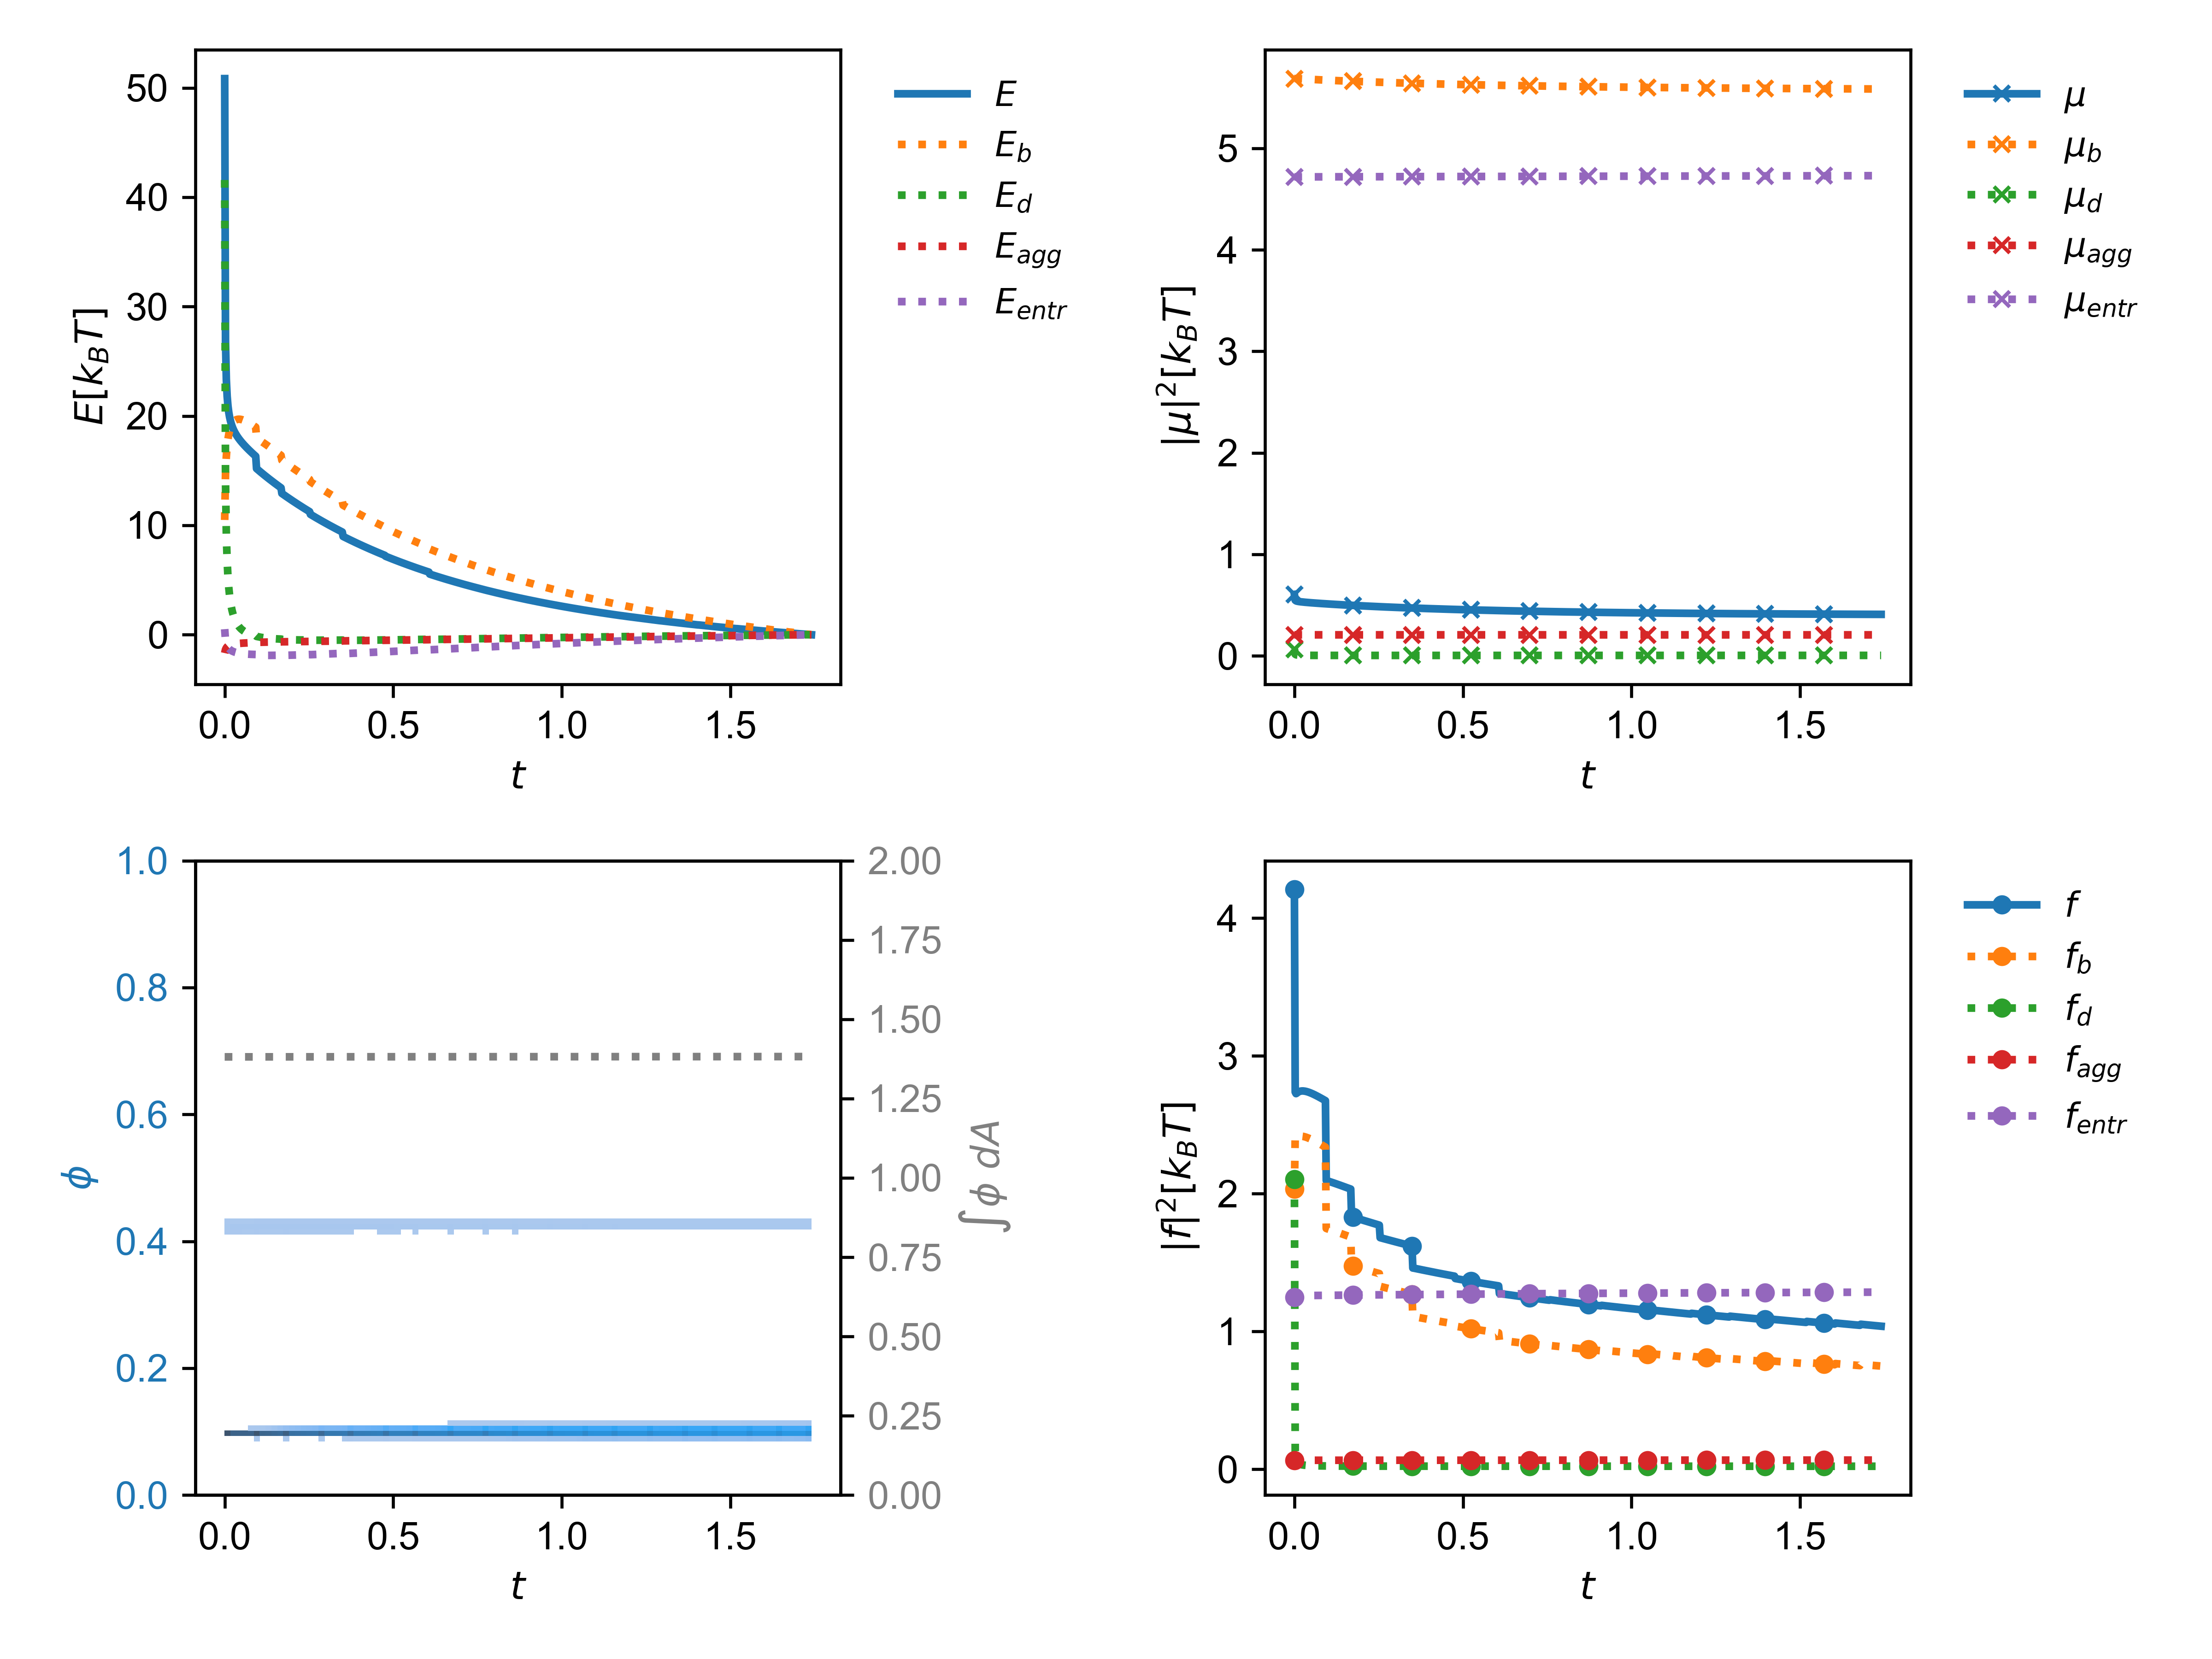 50
40
30
20
10
0
E[k_BT]
0.0 0.5 1.0 1.5
t
E
E_b
E_d
E_agg
E_entr
5
4
3
2
1
0
|μ|²[k_BT]
0.0 0.5 1.0 1.5
t
μ
μ_b
μ_d
μ_agg
μ_entr
1.0
0.8
0.6
0.4
0.2
0.0
ϕ
2.00
1.75
1.50
1.25
1.00
0.75
0.50
0.25
0.00
∫ϕ dA
0.0 0.5 1.0 1.5
t
4
3
2
1
0
|f|²[k_BT]
0.0 0.5 1.0 1.5
t
f
f_b
f_d
f_agg
f_entr